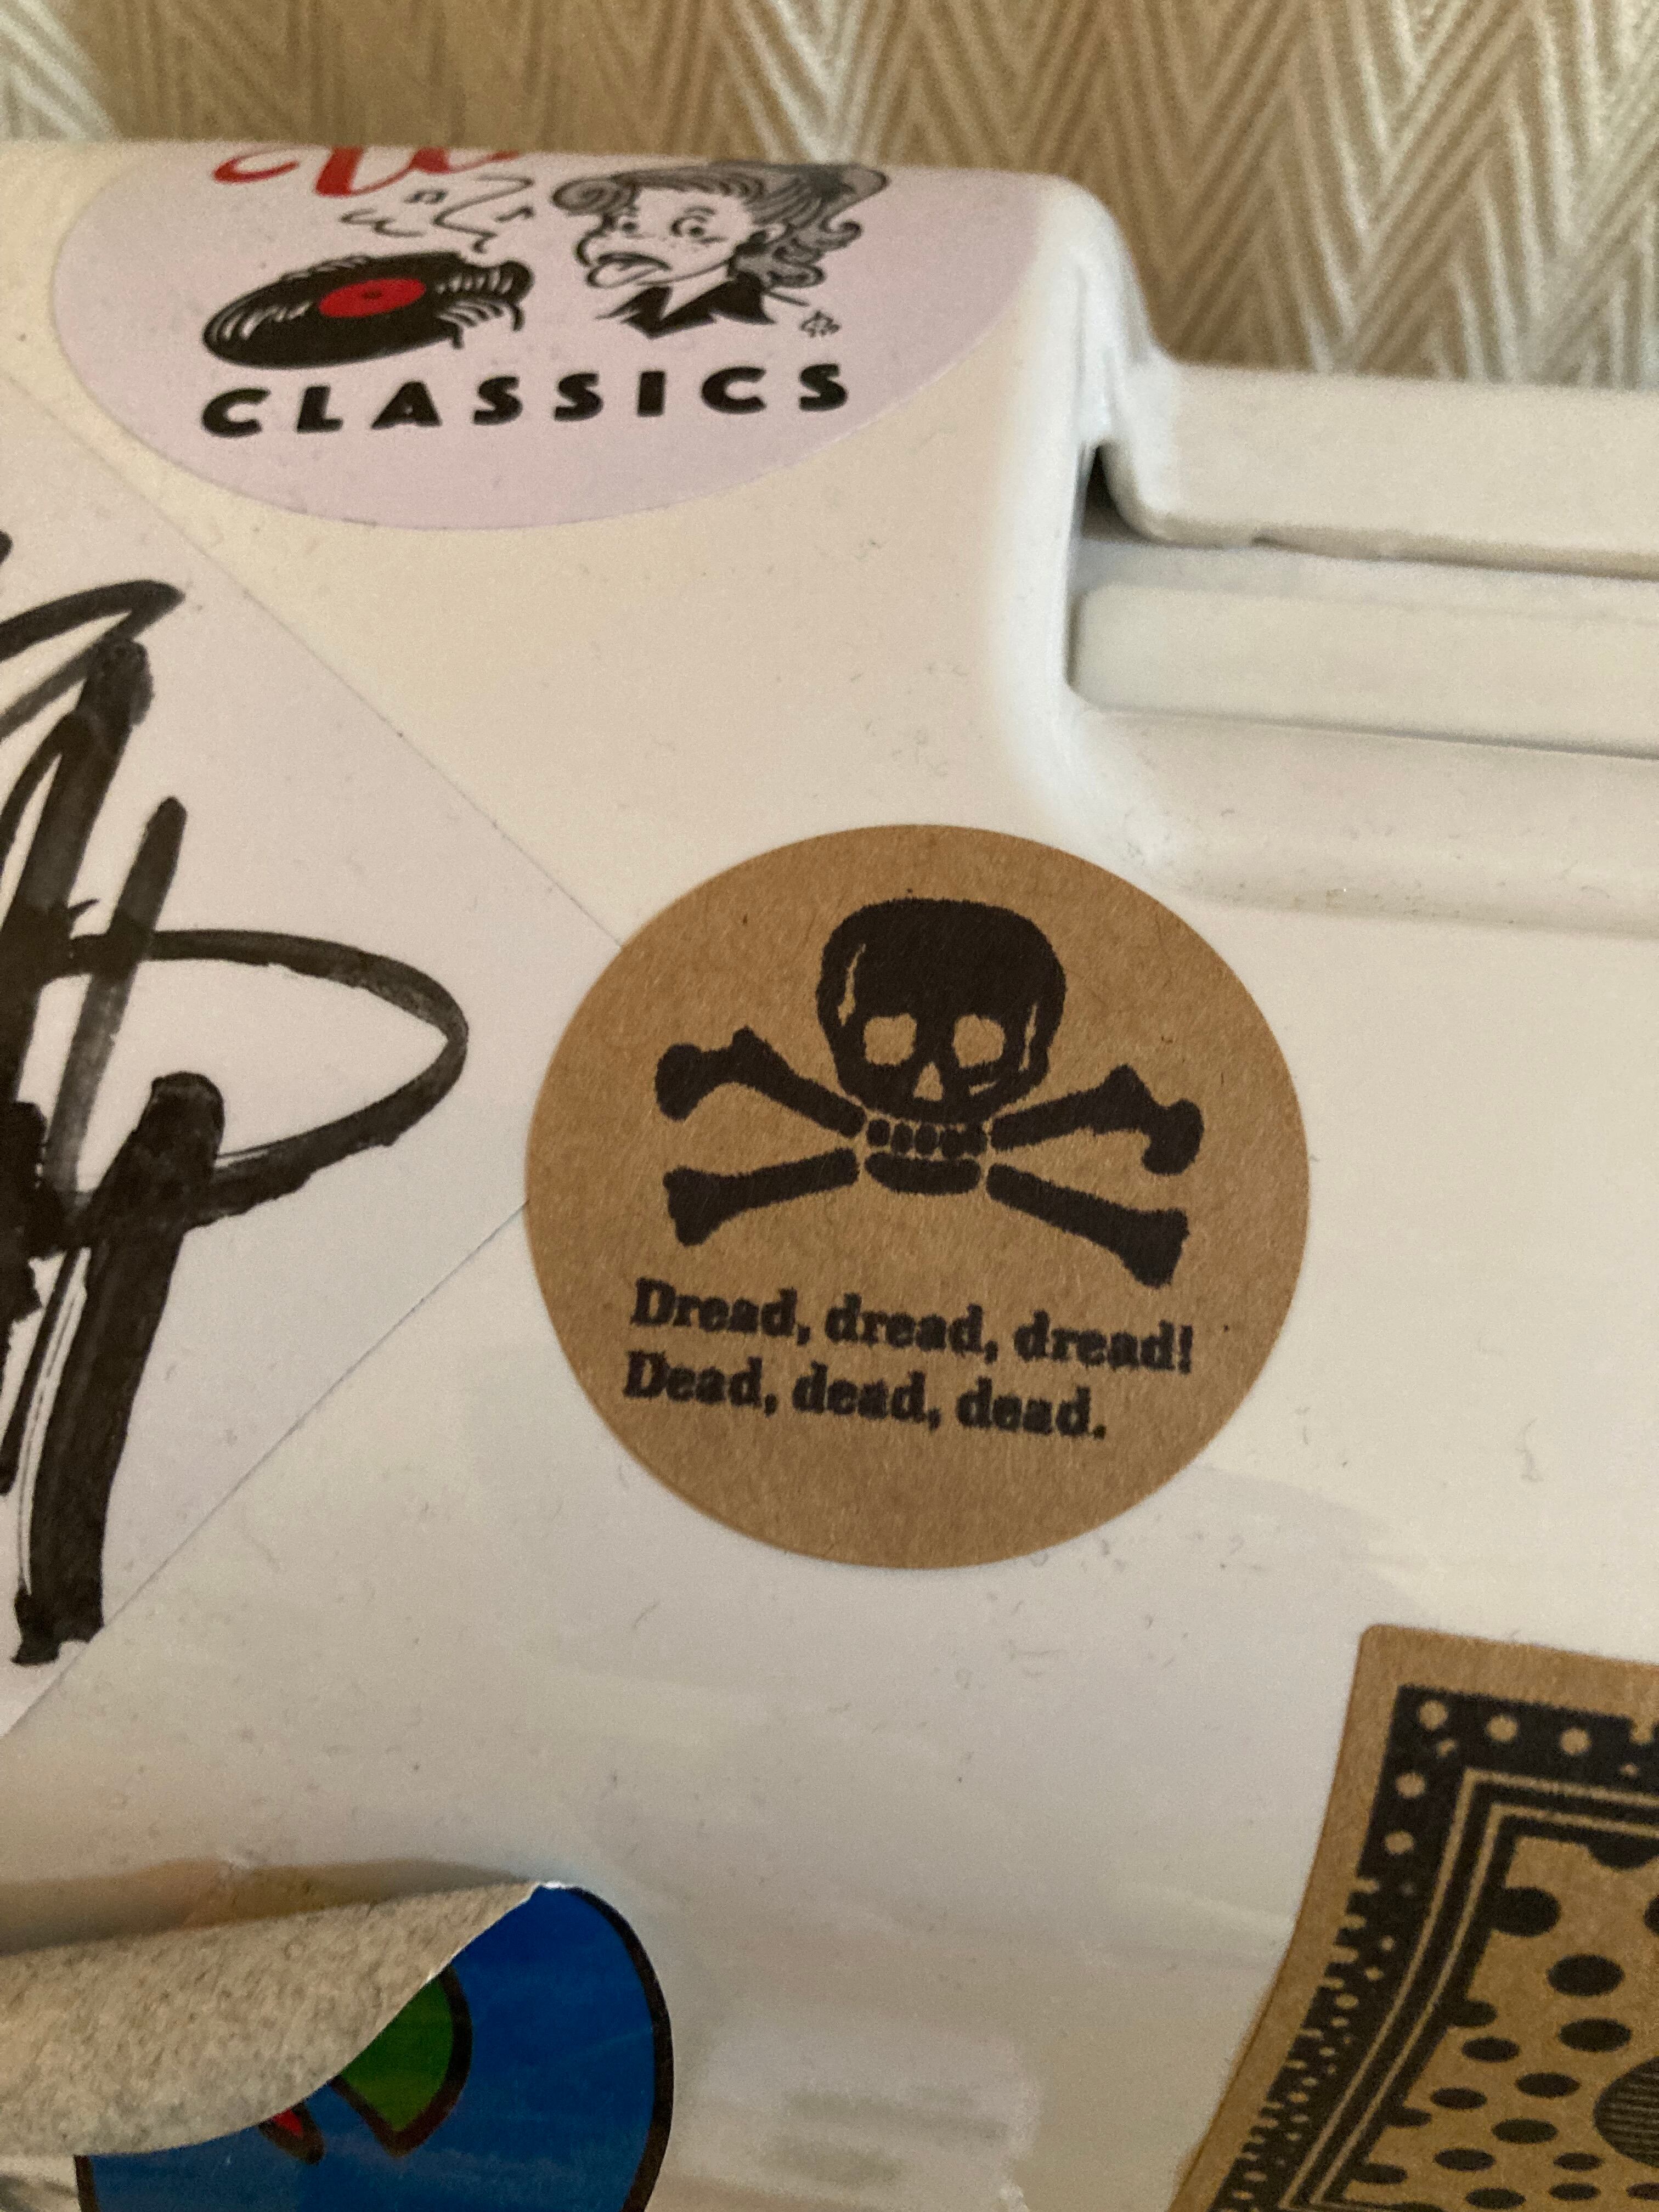 CLASSICS
Dread, dread, dread!
Dead, dead, dead.